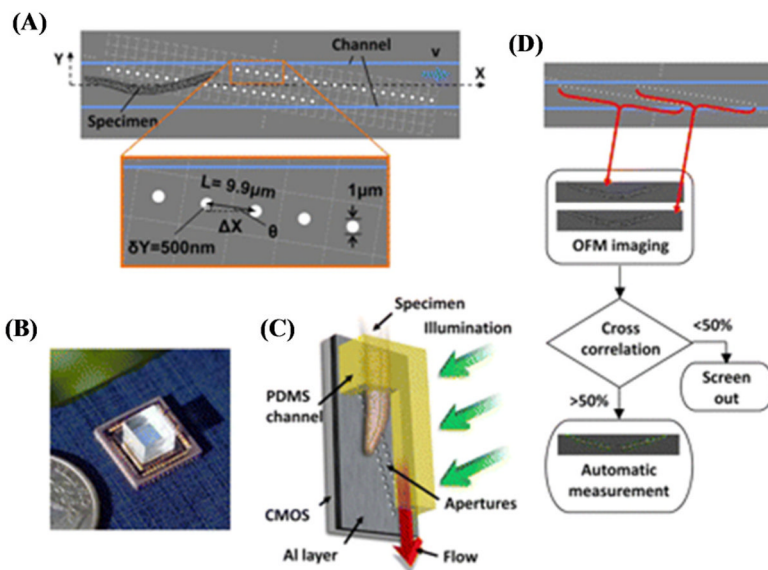 (A)
Y
Channel
v
X
Specimen
L= 9.9µm
1µm
ΔX
θ
δY=500nm
(B)
(C)
Specimen
Illumination
PDMS
channel
Apertures
CMOS
Al layer
Flow
(D)
OFM imaging
Cross
correlation
<50%
Screen
out
>50%
Automatic
measurement